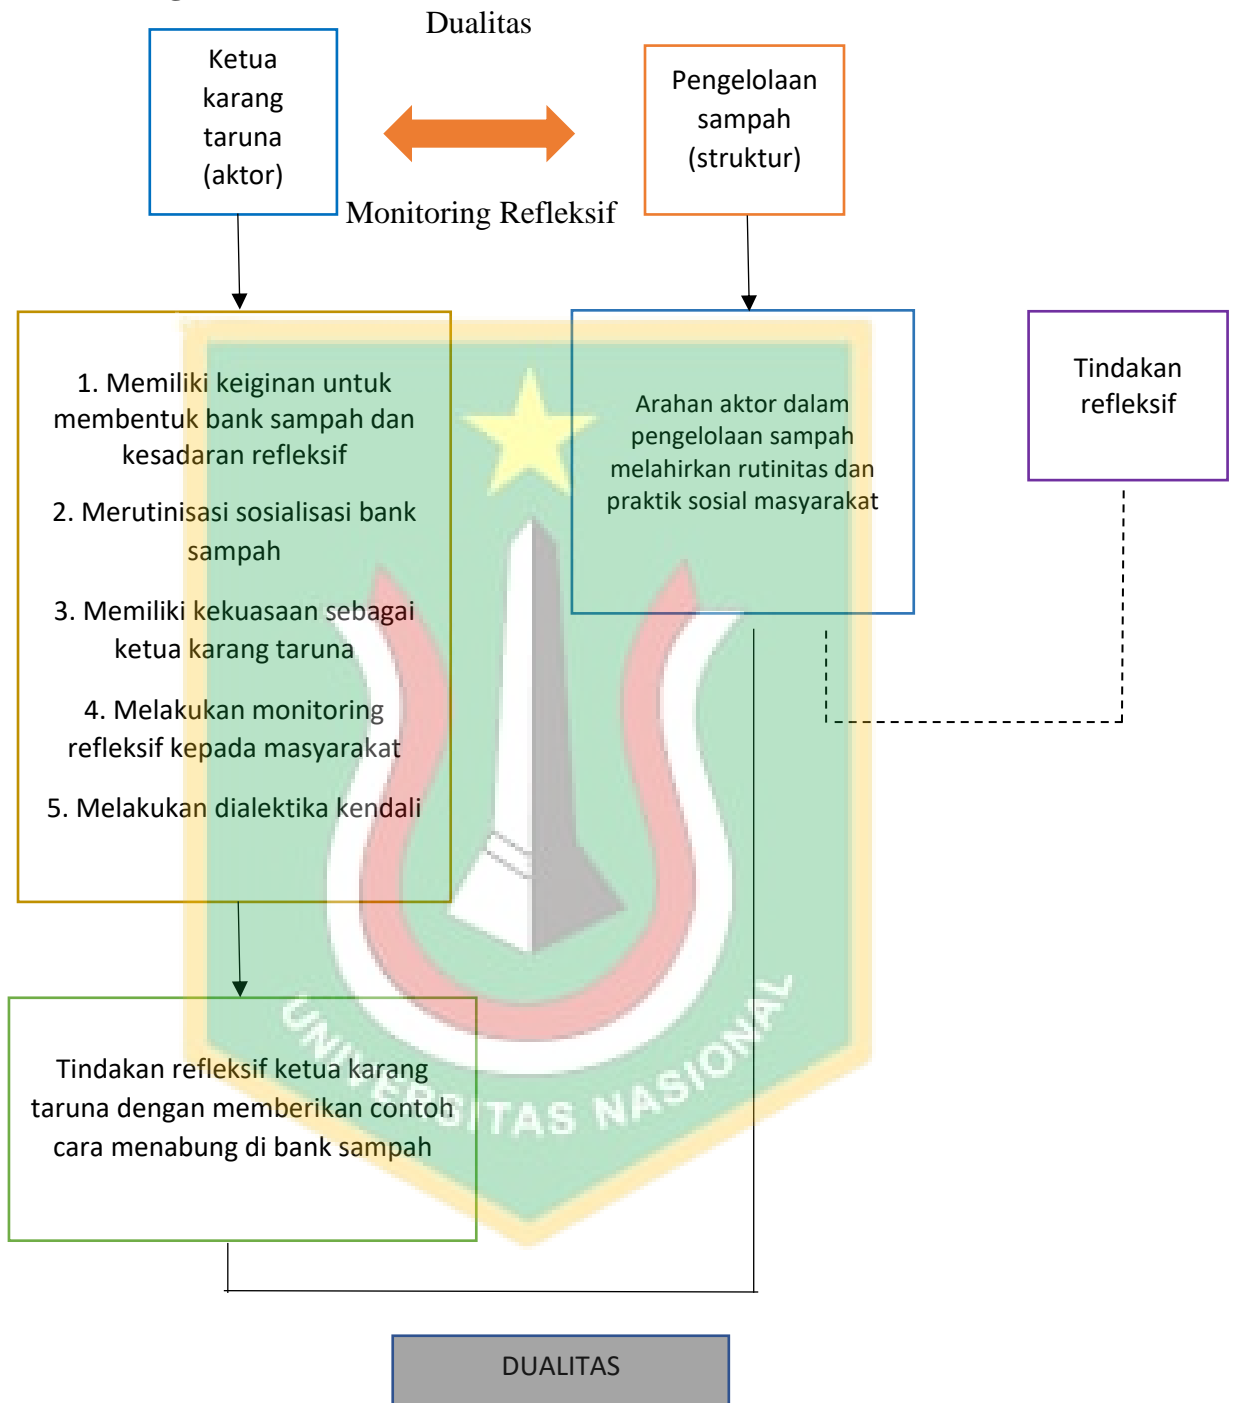 Dualitas
Ketua
karang
taruna
(aktor)
Pengelolaan
sampah
(struktur)
Monitoring Refleksif
1. Memiliki keiginan untuk
membentuk bank sampah dan
kesadaran refleksif
2. Merutinisasi sosialisasi bank
sampah
3. Memiliki kekuasaan sebagai
ketua karang taruna
4. Melakukan monitoring
refleksif kepada masyarakat
5. Melakukan dialektika kendali
Arahan aktor dalam
pengelolaan sampah
melahirkan rutinitas dan
praktik sosial masyarakat
Tindakan
refleksif
Tindakan refleksif ketua karang
taruna dengan memberikan contoh
cara menabung di bank sampah
UNIVERSITAS NASIONAL
DUALITAS